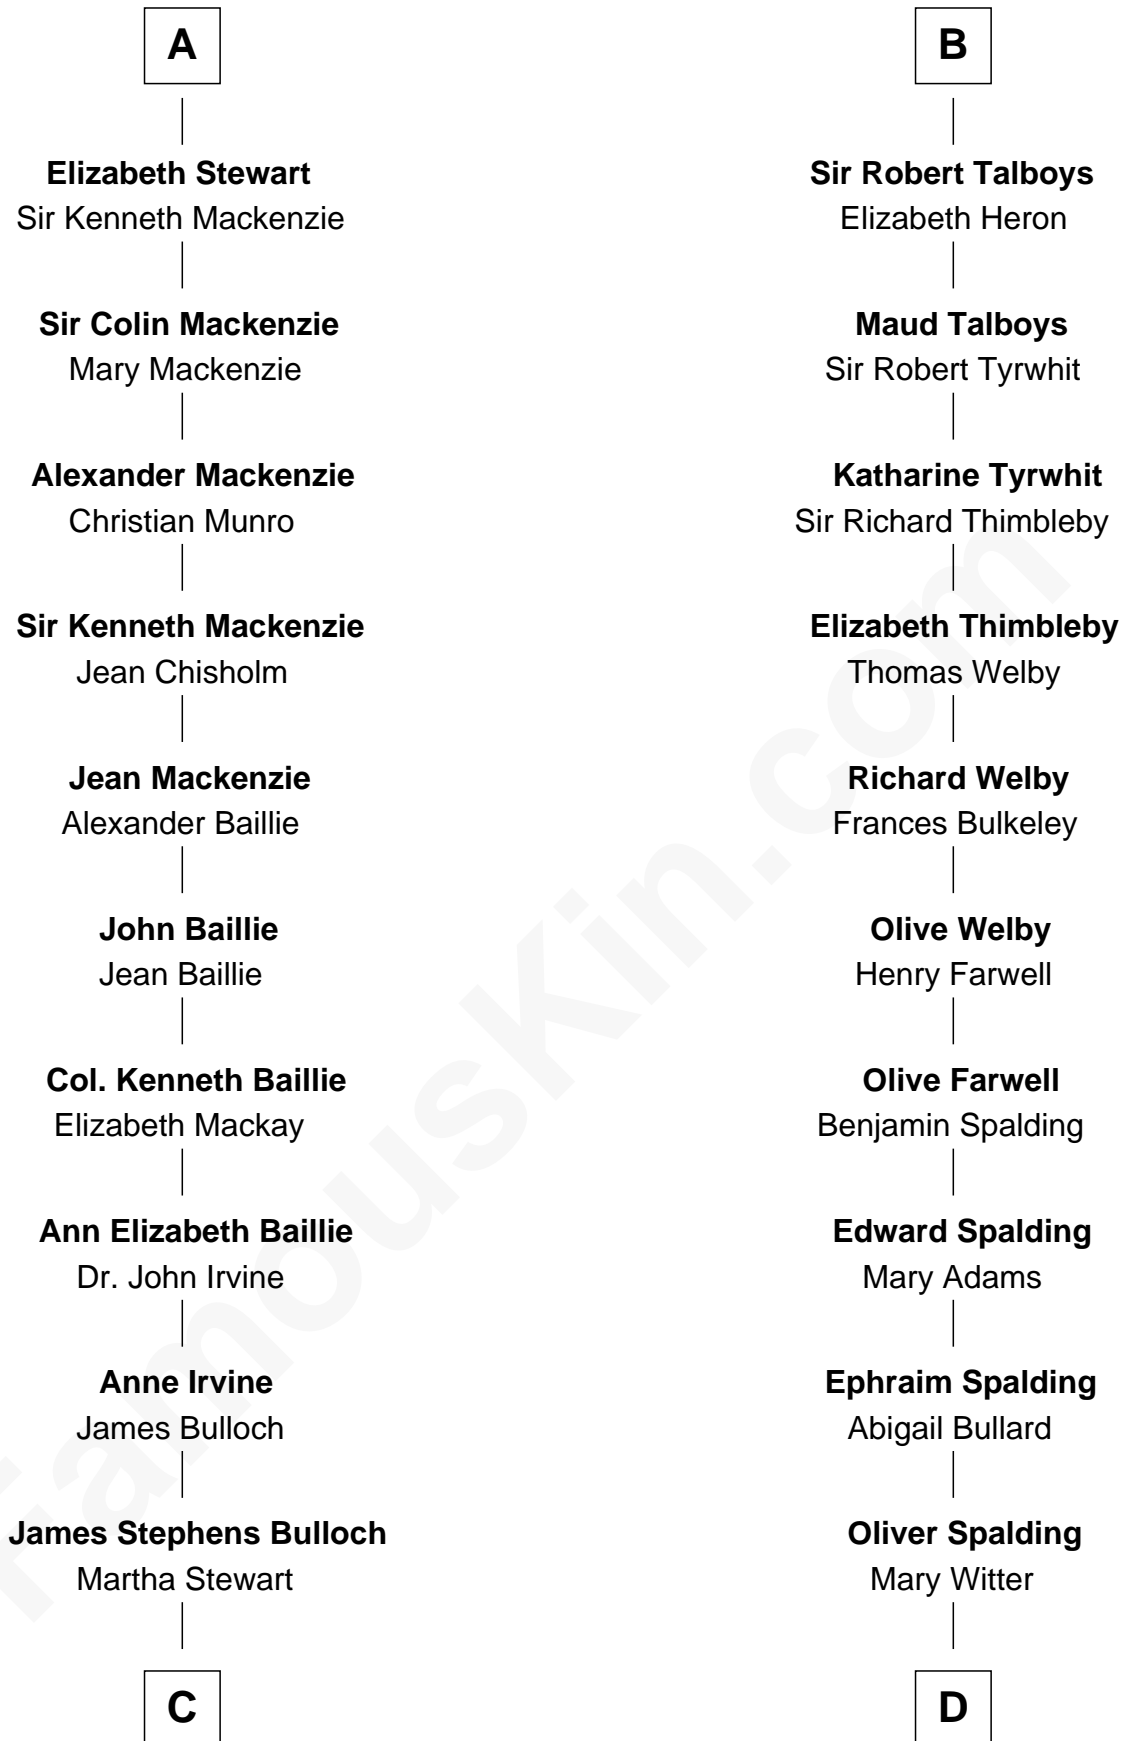 A
Elizabeth Stewart
Sir Kenneth Mackenzie
Sir Colin Mackenzie
Mary Mackenzie
Alexander Mackenzie
Christian Munro
Sir Kenneth Mackenzie
Jean Chisholm
Jean Mackenzie
Alexander Baillie
John Baillie
Jean Baillie
Col. Kenneth Baillie
Elizabeth Mackay
Ann Elizabeth Baillie
Dr. John Irvine
Anne Irvine
James Bulloch
James Stephens Bulloch
Martha Stewart
C
B
Sir Robert Talboys
Elizabeth Heron
Maud Talboys
Sir Robert Tyrwhit
Katharine Tyrwhit
Sir Richard Thimbleby
Elizabeth Thimbleby
Thomas Welby
Richard Welby
Frances Bulkeley
Olive Welby
Henry Farwell
Olive Farwell
Benjamin Spalding
Edward Spalding
Mary Adams
Ephraim Spalding
Abigail Bullard
Oliver Spalding
Mary Witter
D
FamousKin.com